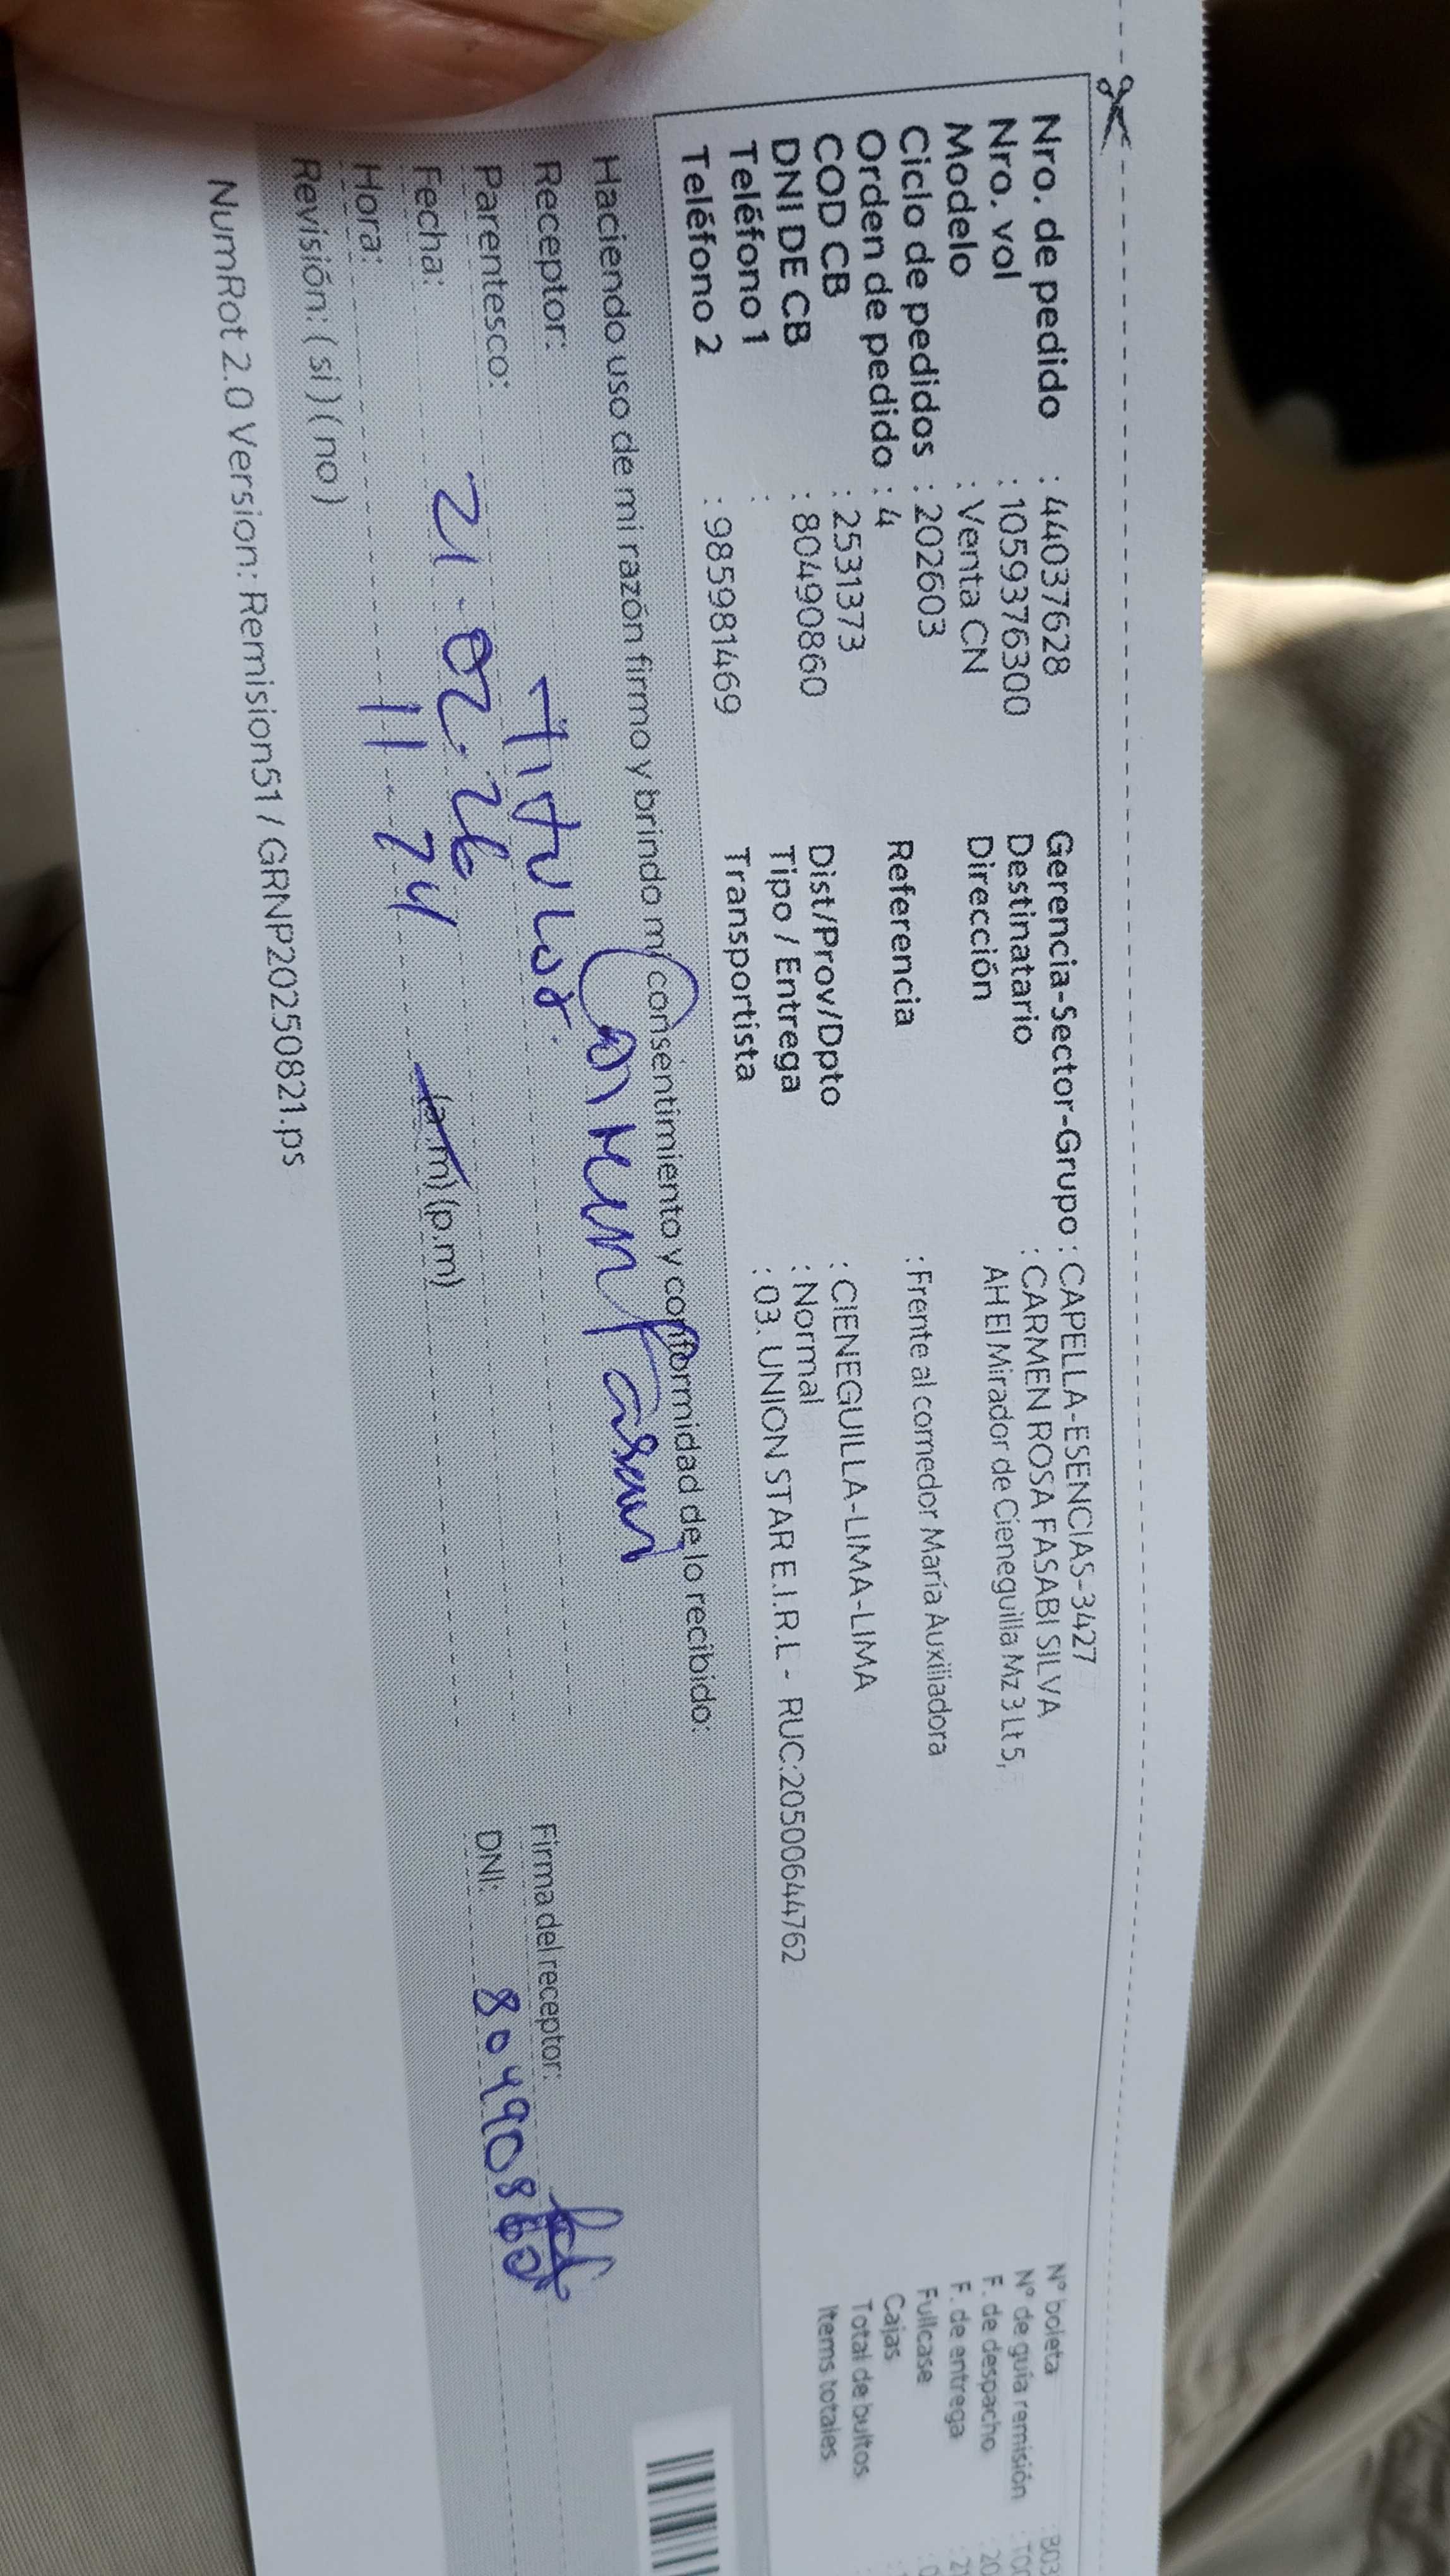 Nro. de pedido : 44037628
Nro. vol : 1059376300
Modelo : Venta CN
Ciclo de pedidos : 202603
Orden de pedido : 4
COD CB : 2531373
DNI DE CB : 80490860
Teléfono 1 :
Teléfono 2 : 985981469
Gerencia-Sector-Grupo : CAPELLA-ESENCIAS-3427
Destinatario : CARMEN ROSA FASABI SILVA
Dirección AH El Mirador de Cieneguilla Mz 3 Lt 5,
Referencia : Frente al comedor María Auxiliadora
Dist/Prov/Dpto : CIENEGUILLA-LIMA-LIMA
Tipo / Entrega : Normal
Transportista : 03. UNION STAR E.I.R.L - RUC:20500644762
N° boleta : B03
N° de guía remisión
F. de despacho : 20
F. de entrega : 21
Fullcase
Cajas
Total de bultos
Items totales
Haciendo uso de mi razón firmo y brindo mi consentimiento y conformidad de lo recibido:
Receptor: Carmen
Parentesco: Titular.
Fecha: 21.02.26
Hora: 11 24 (a.m) (p.m)
Revisión: ( si ) ( no )
Firma del receptor:
DNI: 80490860
NumRot 2.0 Version: Remision51 / GRNP20250821.ps